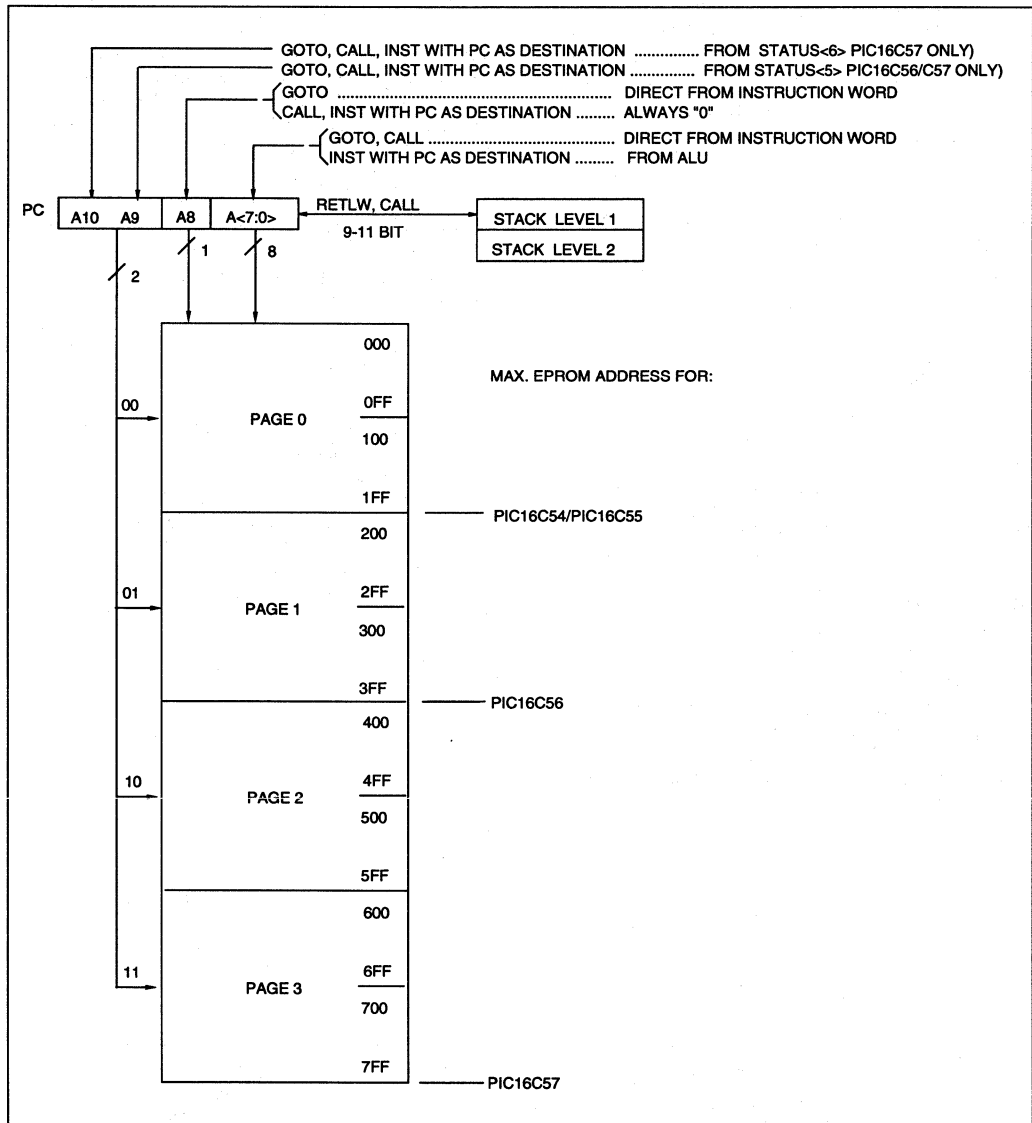 GOTO, CALL, INST WITH PC AS DESTINATION ............... FROM STATUS<6> PIC16C57 ONLY)
GOTO, CALL, INST WITH PC AS DESTINATION .............. FROM STATUS<5> PIC16C56/C57 ONLY)
GOTO ............................................................ DIRECT FROM INSTRUCTION WORD
CALL, INST WITH PC AS DESTINATION ......... ALWAYS "0"
GOTO, CALL .................................. DIRECT FROM INSTRUCTION WORD
INST WITH PC AS DESTINATION ......... FROM ALU
PC A10 A9 A8 A<7:0> RETLW, CALL STACK LEVEL 1
9-11 BIT STACK LEVEL 2
2 1 8
000
MAX. EPROM ADDRESS FOR:
00 PAGE 0 0FF
100
1FF
PIC16C54/PIC16C55
200
01 PAGE 1 2FF
300
3FF
PIC16C56
400
10 PAGE 2 4FF
500
5FF
600
11 PAGE 3 6FF
700
7FF
PIC16C57